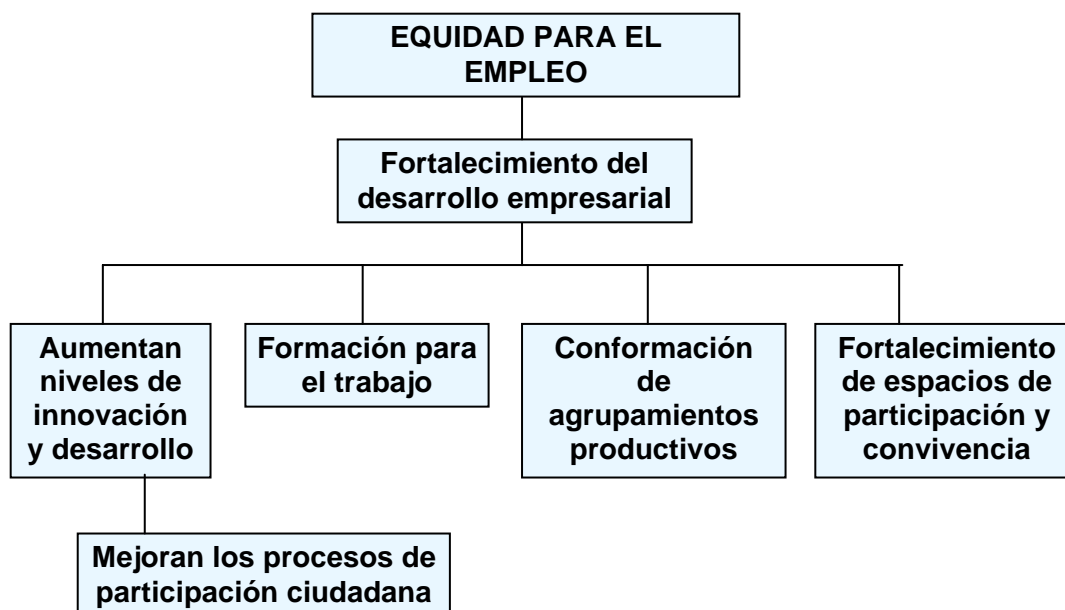 EQUIDAD PARA EL
EMPLEO
Fortalecimiento del
desarrollo empresarial
Aumentan
niveles de
innovación
y desarrollo
Formación para
el trabajo
Conformación
de
agrupamientos
productivos
Fortalecimiento
de espacios de
participación y
convivencia
Mejoran los procesos de
participación ciudadana